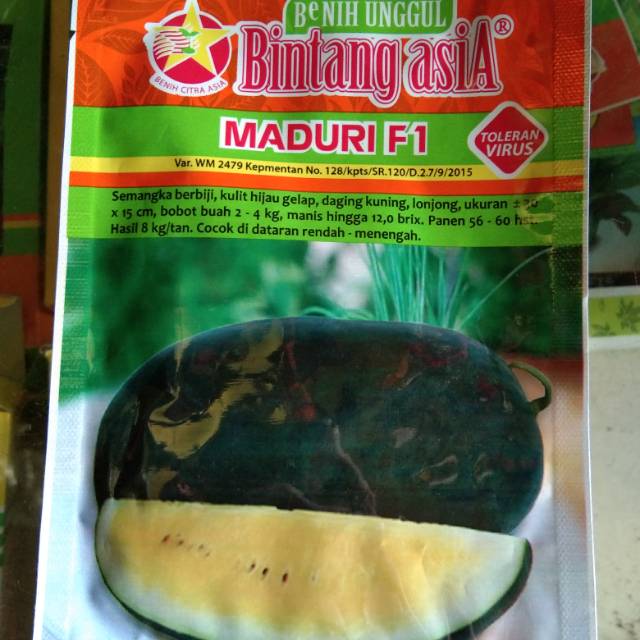 BeNIH UNGGUL
Bintang asiA®
BENIH CITRA ASIA
MADURI F1
TOLERAN
VIRUS
Var. WM 2479 Kepmentan No. 128/kpts/SR.120/D.2.7/9/2015
Semangka berbiji, kulit hijau gelap, daging kuning, lonjong, ukuran ± 20
x 15 cm, bobot buah 2 - 4 kg, manis hingga 12,0 brix. Panen 56 - 60 hst.
Hasil 8 kg/tan. Cocok di dataran rendah - menengah.